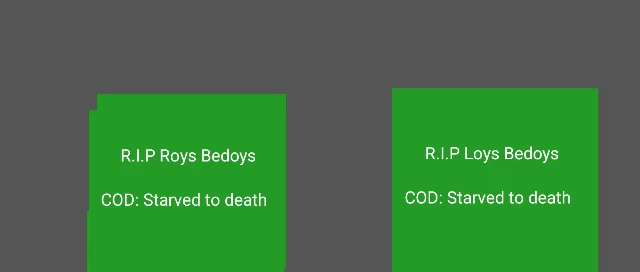 R.I.P Roys Bedoys
COD: Starved to death
R.I.P Loys Bedoys
COD: Starved to death